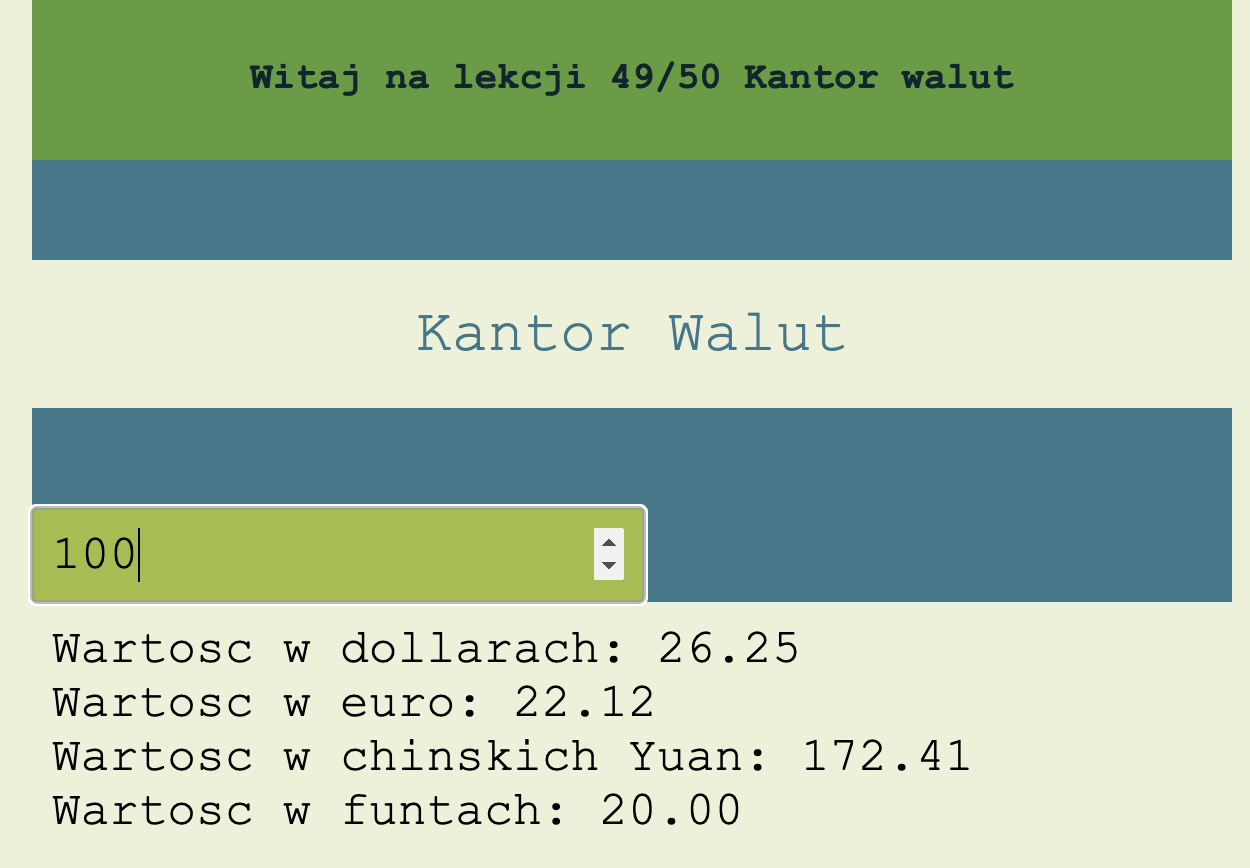 Witaj na lekcji 49/50 Kantor walut
Kantor Walut
100
Wartosc w dollarach: 26.25
Wartosc w euro: 22.12
Wartosc w chinskich Yuan: 172.41
Wartosc w funtach: 20.00